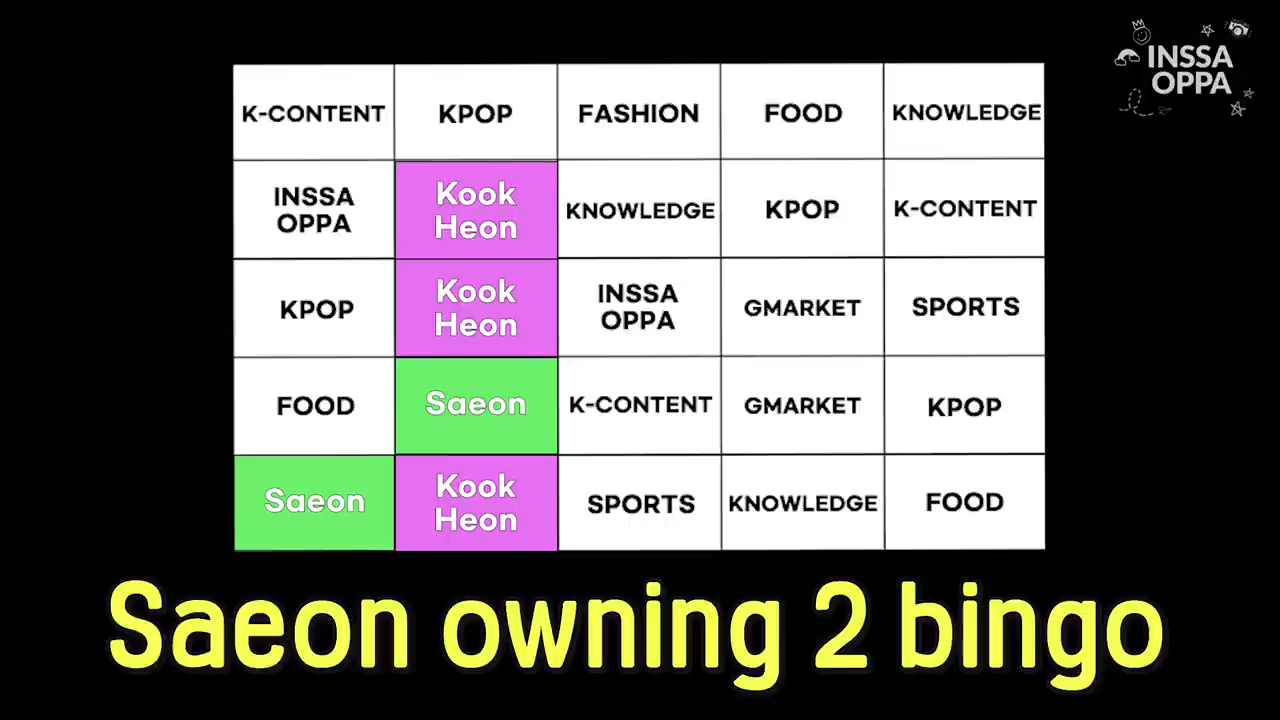 INSSA
OPPA
K-CONTENT KPOP FASHION FOOD KNOWLEDGE
INSSA
OPPA
Kook
Heon
KNOWLEDGE
KPOP
K-CONTENT
KPOP
Kook
Heon
INSSA
OPPA
GMARKET
SPORTS
FOOD Saeon K-CONTENT GMARKET KPOP
Saeon
Kook
Heon
SPORTS
KNOWLEDGE
FOOD
Saeon owning 2 bingo